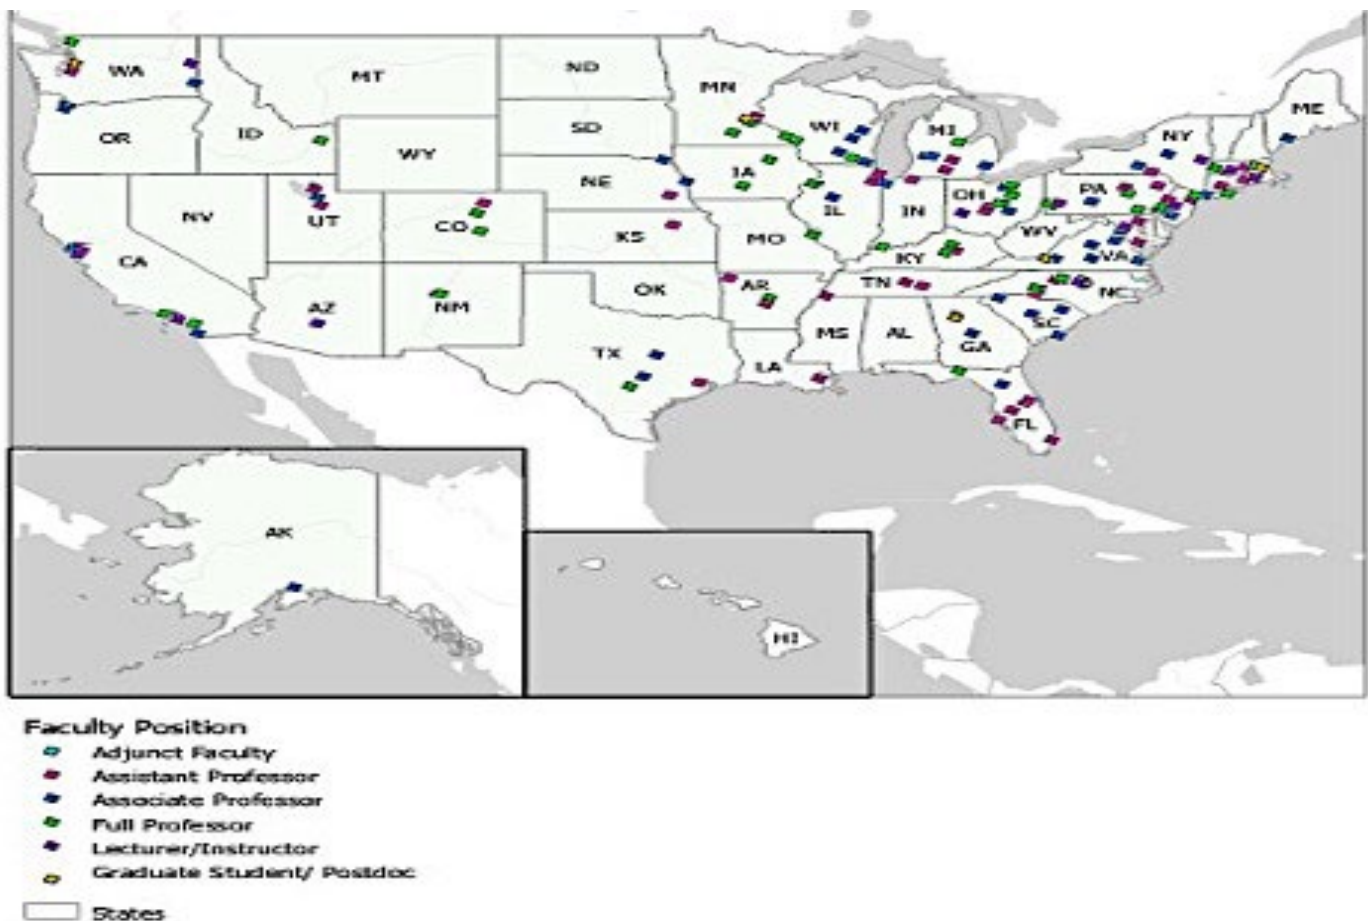 WA
MT
ND
MN
ME
OR
ID
SD
WI
MI
NY
WY
IA
NE
PA
NV
UT
CO
IL
IN
OH
WV
CA
KS
MO
KY
VA
AZ
NM
OK
AR
TN
NC
TX
MS
AL
GA
SC
LA
FL
AK
HI
Faculty Position
Adjunct Faculty
Assistant Professor
Associate Professor
Full Professor
Lecturer/Instructor
Graduate Student/ Postdoc
States